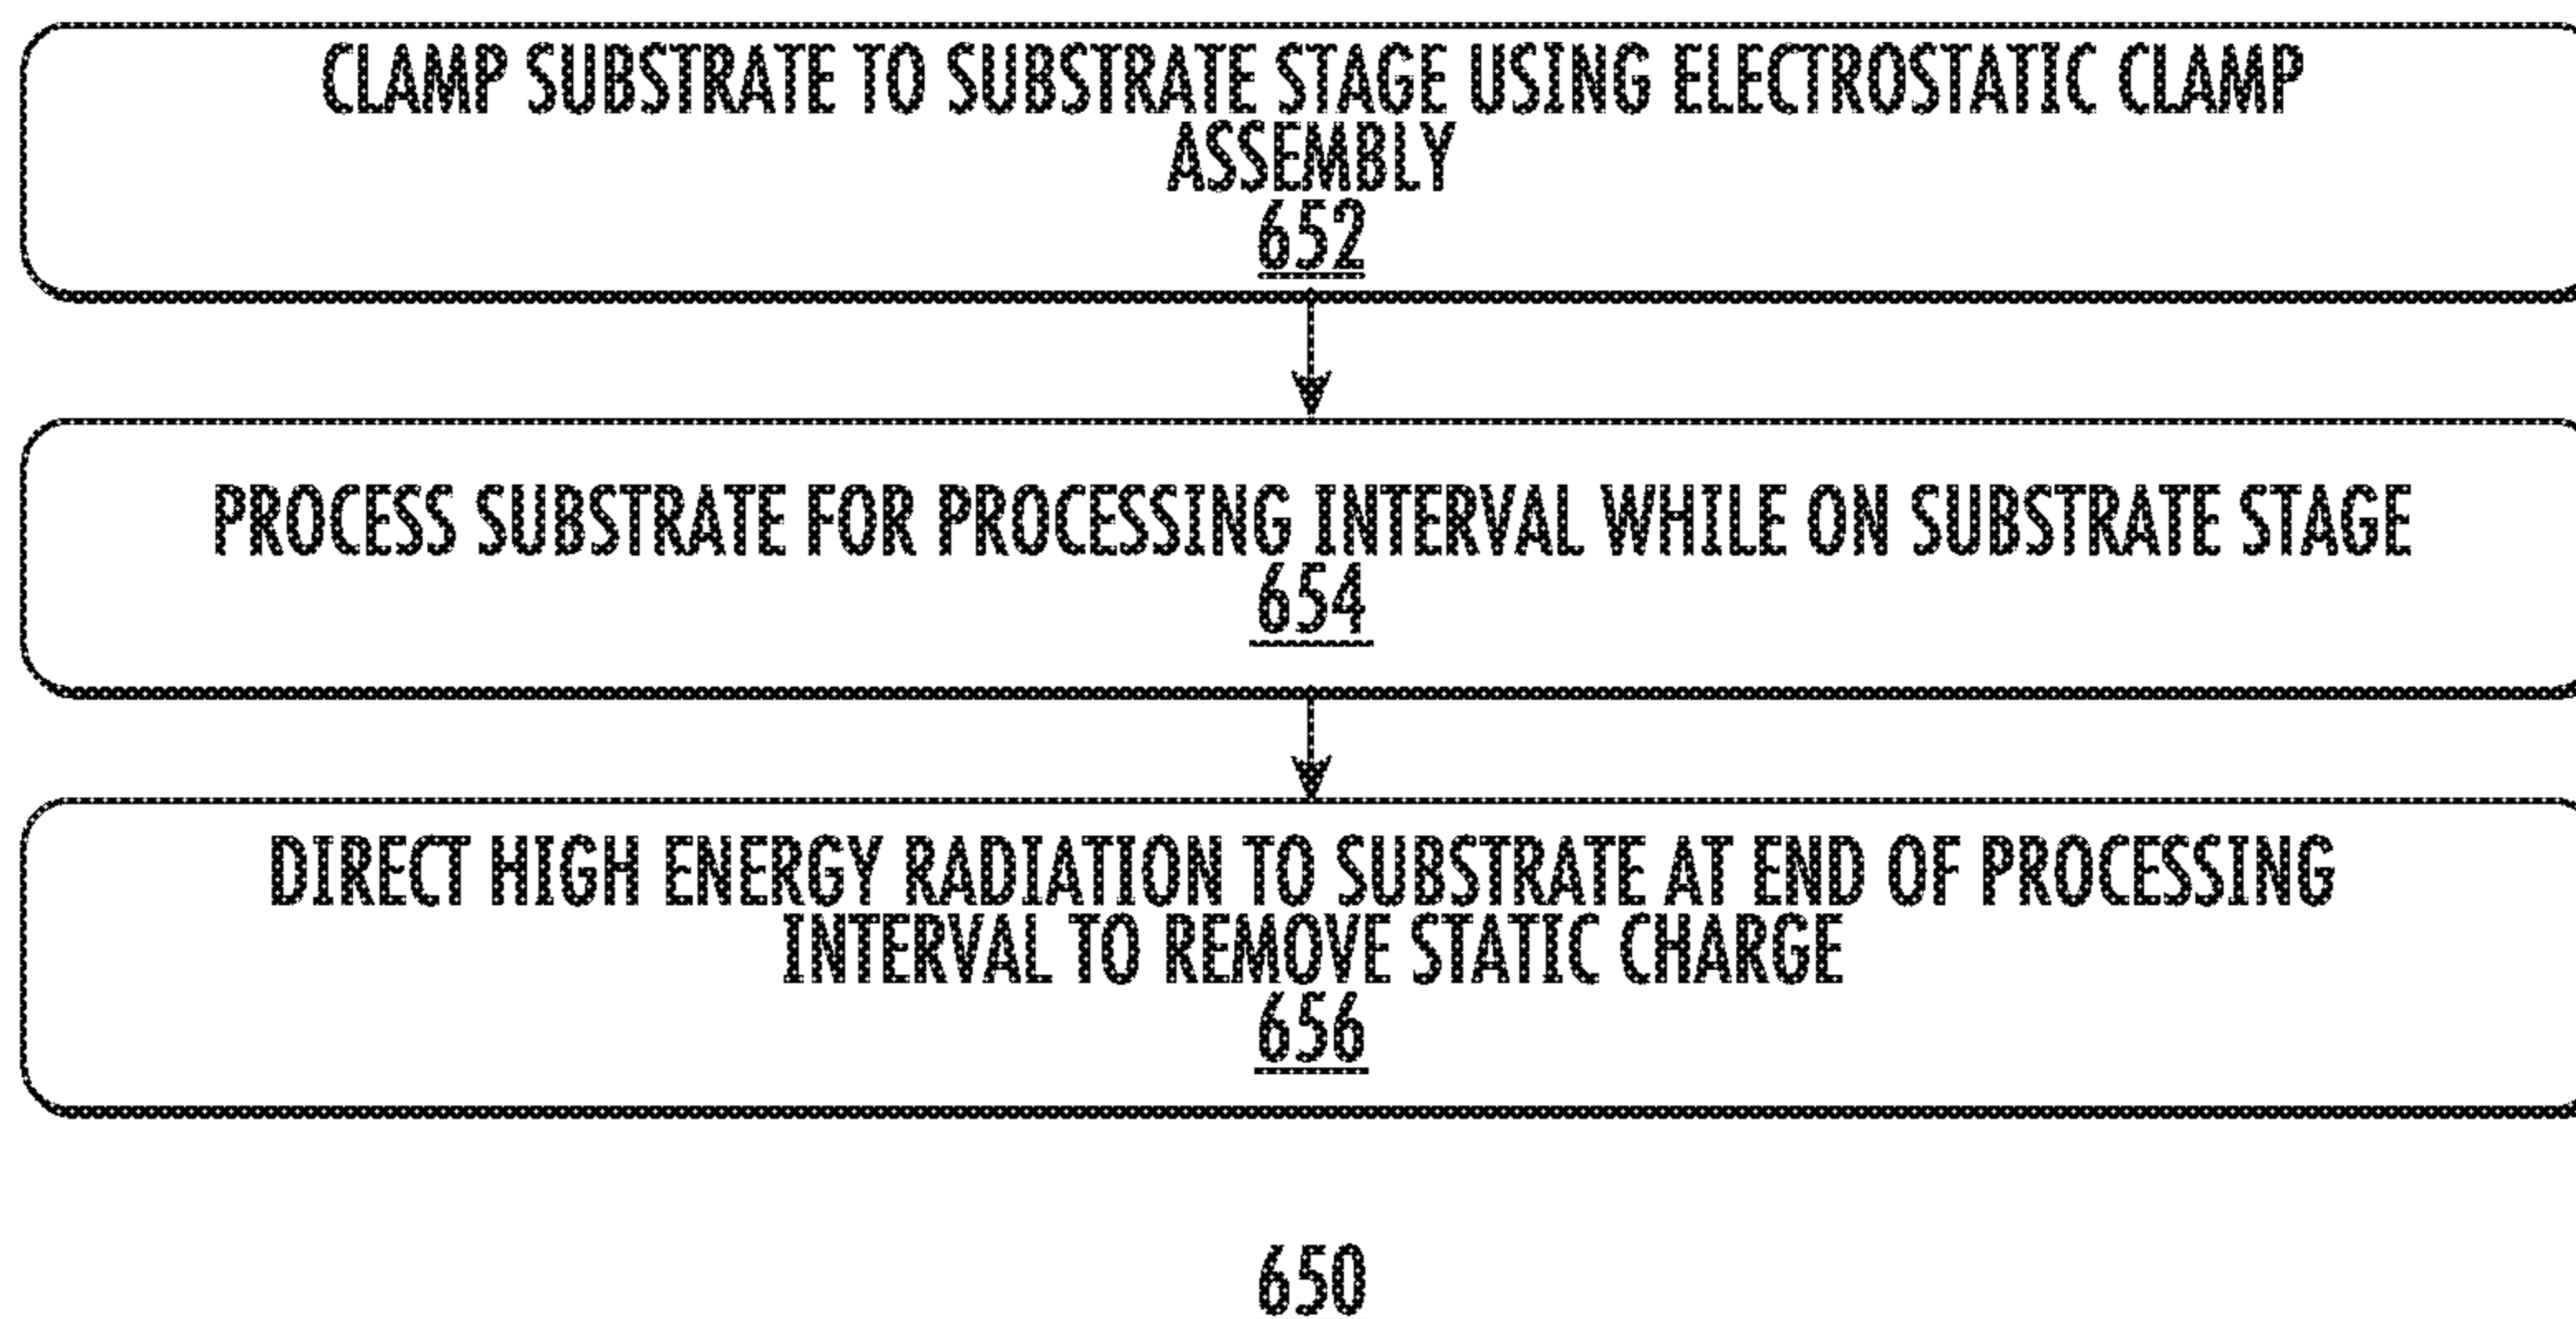 CLAMP SUBSTRATE TO SUBSTRATE STAGE USING ELECTROSTATIC CLAMP
ASSEMBLY
652
PROCESS SUBSTRATE FOR PROCESSING INTERVAL WHILE ON SUBSTRATE STAGE
654
DIRECT HIGH ENERGY RADIATION TO SUBSTRATE AT END OF PROCESSING
INTERVAL TO REMOVE STATIC CHARGE
656
650